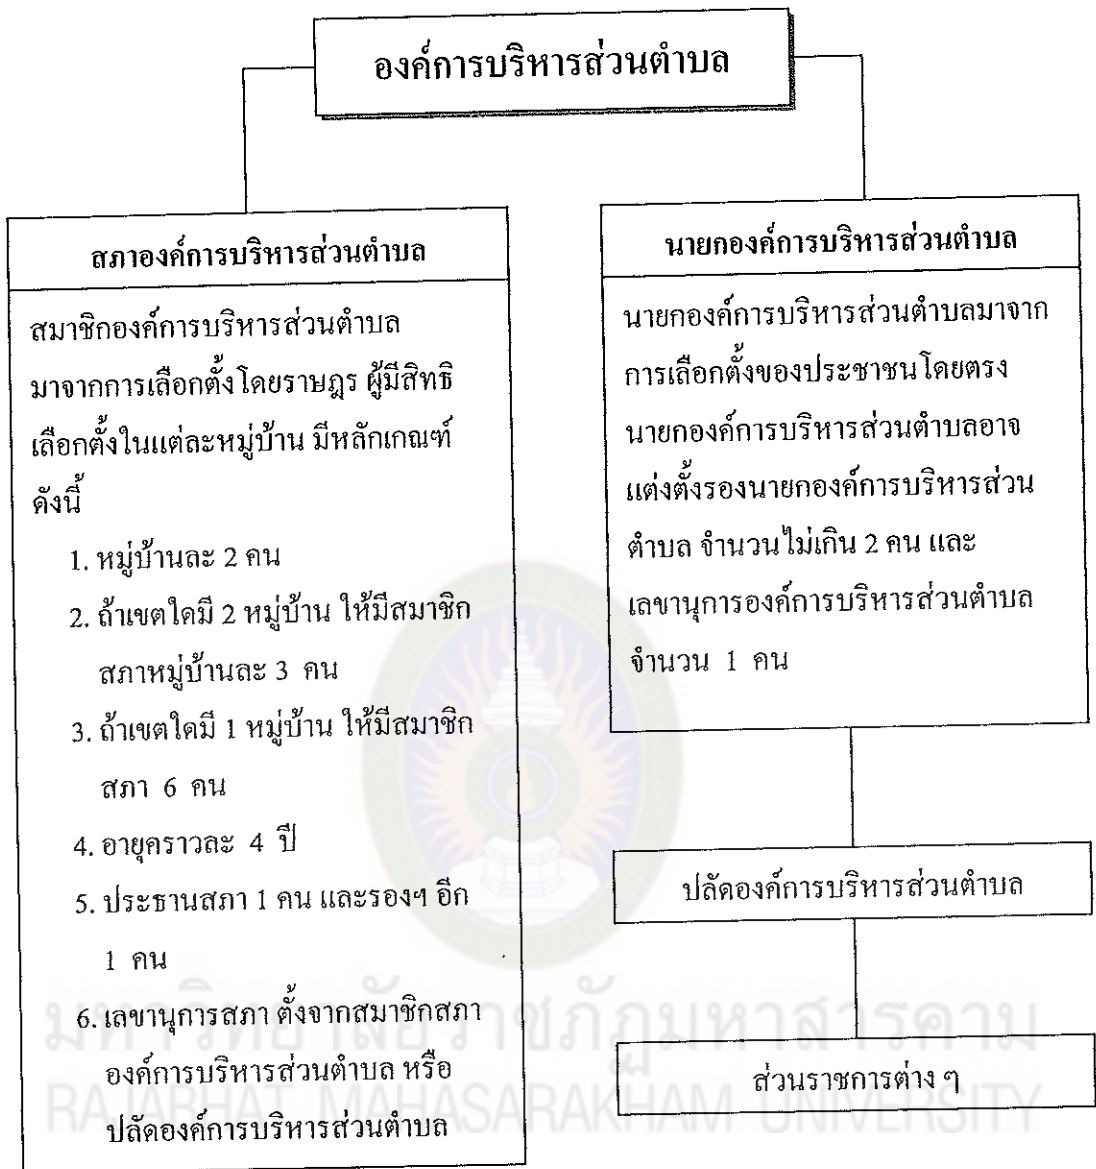 องค์การบริหารส่วนตำบล
สภาองค์การบริหารส่วนตำบล
สมาชิกองค์การบริหารส่วนตำบล
มาจากการเลือกตั้งโดยราษฎร ผู้มีสิทธิ
เลือกตั้งในแต่ละหมู่บ้าน มีหลักเกณฑ์
ดังนี้
1. หมู่บ้านละ 2 คน
2. ถ้าเขตใดมี 2 หมู่บ้าน ให้มีสมาชิก
สภาหมู่บ้านละ 3 คน
3. ถ้าเขตใดมี 1 หมู่บ้าน ให้มีสมาชิก
สภา 6 คน
4. อายุคราวละ 4 ปี
5. ประธานสภา 1 คน และรองฯ อีก
1 คน
6. เลขานุการสภา ตั้งจากสมาชิกสภา
องค์การบริหารส่วนตำบล หรือ
ปลัดองค์การบริหารส่วนตำบล
นายกองค์การบริหารส่วนตำบล
นายกองค์การบริหารส่วนตำบลมาจาก
การเลือกตั้งของประชาชนโดยตรง
นายกองค์การบริหารส่วนตำบลอาจ
แต่งตั้งรองนายกองค์การบริหารส่วน
ตำบล จำนวนไม่เกิน 2 คน และ
เลขานุการองค์การบริหารส่วนตำบล
จำนวน 1 คน
ปลัดองค์การบริหารส่วนตำบล
ส่วนราชการต่าง ๆ
มหาวิทยาลัยราชภัฏมหาสารคาม
RAJABHAT MAHASARAKHAM UNIVERSITY